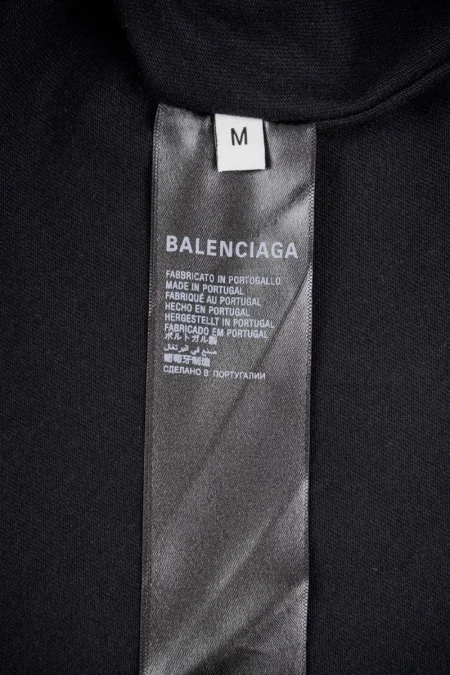 M
BALENCIAGA
FABBRICATO IN PORTOGALLO
MADE IN PORTUGAL
FABRIQUÉ AU PORTUGAL
HECHO EN PORTUGAL
HERGESTELLT IN PORTUGAL
FABRICADO EM PORTUGAL
ポルトガル製
صنع في البرتغال
葡萄牙制造
СДЕЛАНО В ПОРТУГАЛИИ